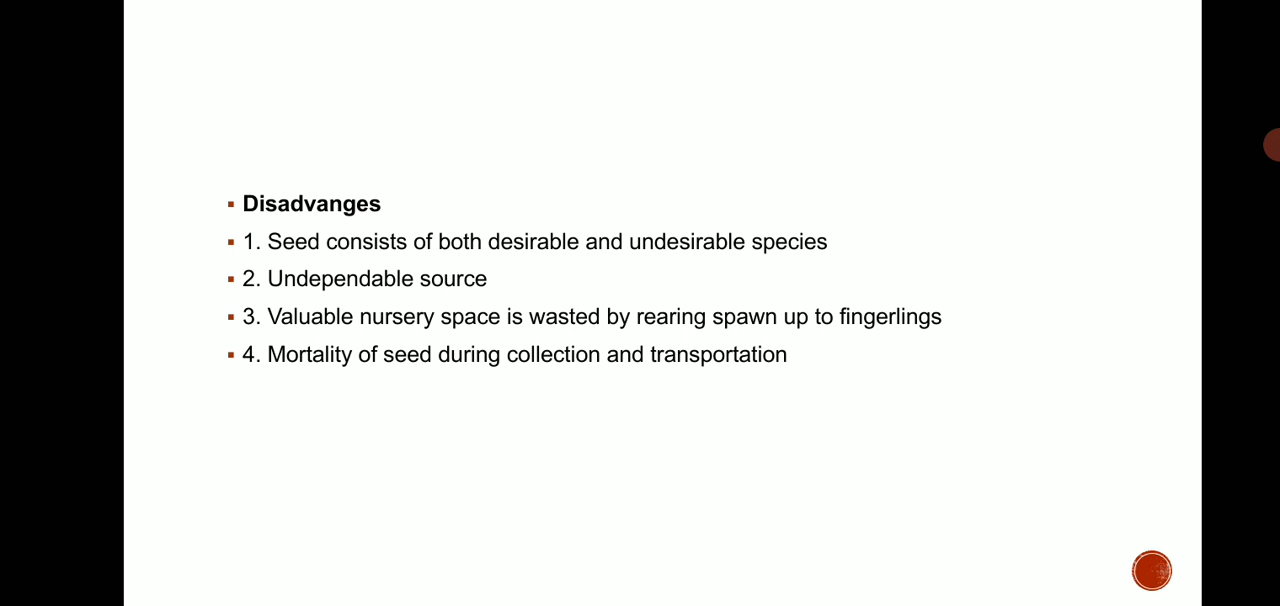 Disadvanges
1. Seed consists of both desirable and undesirable species
2. Undependable source
3. Valuable nursery space is wasted by rearing spawn up to fingerlings
4. Mortality of seed during collection and transportation